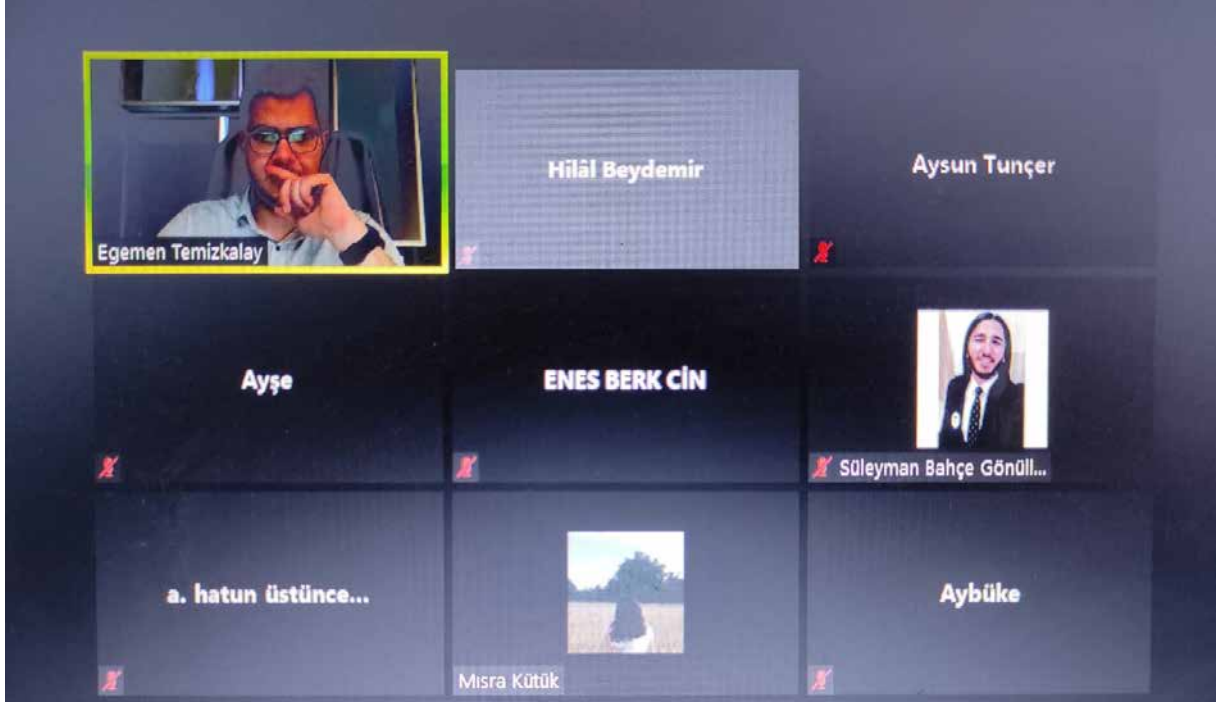 Egemen Temizkalay
Hilâl Beydemir
Aysun Tunçer
Ayşe
ENES BERK CİN
Süleyman Bahçe Gönüll...
a. hatun üstünce...
Mısra Kütük
Aybüke